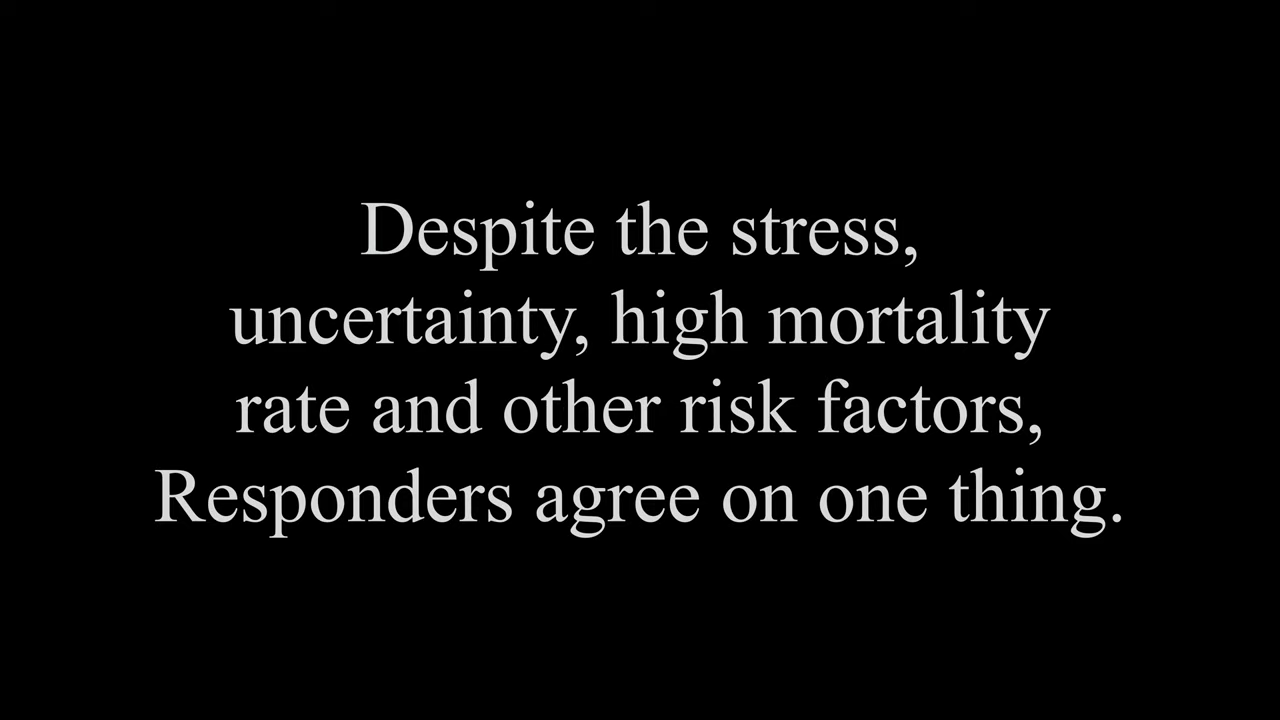 Despite the stress,
uncertainty, high mortality
rate and other risk factors,
Responders agree on one thing.